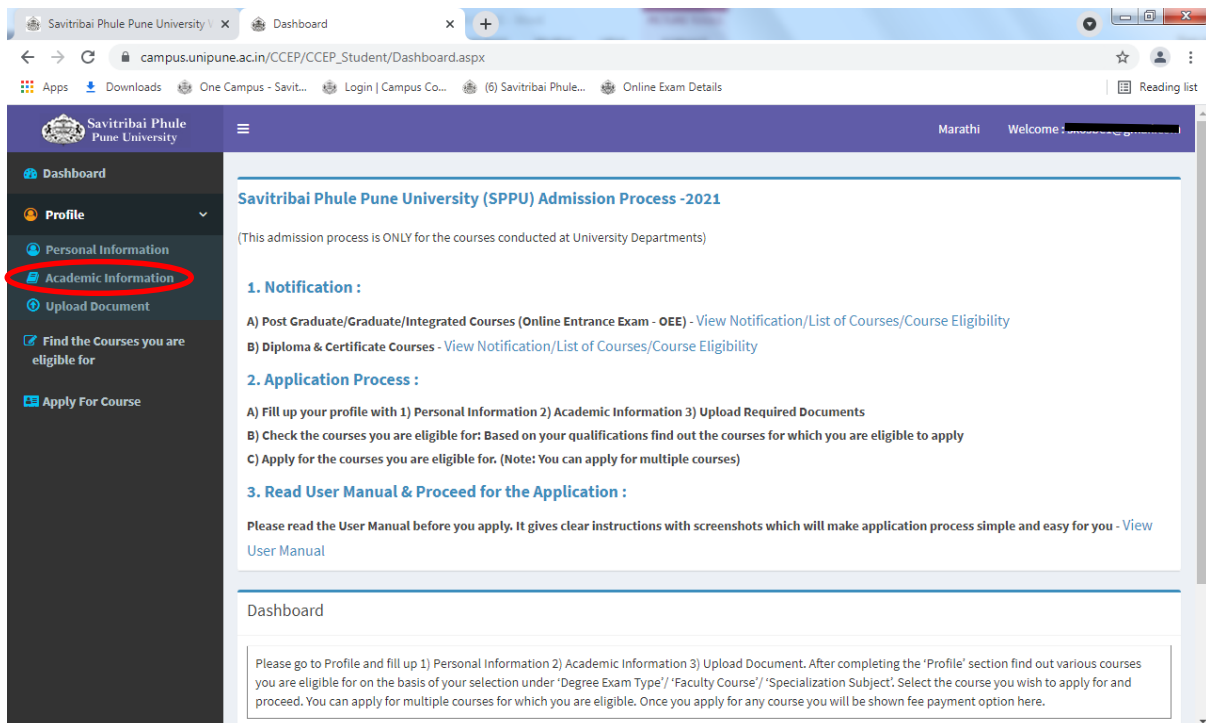 Savitribai Phule Pune University
Dashboard
campus.unipune.ac.in/CCEP/CCEP_Student/Dashboard.aspx
Apps
Downloads
One Campus - Savit...
Login | Campus Co...
(6) Savitribai Phule...
Online Exam Details
Reading list
Savitribai Phule
Pune University
Marathi
Welcome :
Dashboard
Profile
Personal Information
Academic Information
Upload Document
Find the Courses you are
eligible for
Apply For Course
Savitribai Phule Pune University (SPPU) Admission Process -2021
(This admission process is ONLY for the courses conducted at University Departments)
1. Notification :
A) Post Graduate/Graduate/Integrated Courses (Online Entrance Exam - OEE) - View Notification/List of Courses/Course Eligibility
B) Diploma & Certificate Courses - View Notification/List of Courses/Course Eligibility
2. Application Process :
A) Fill up your profile with 1) Personal Information 2) Academic Information 3) Upload Required Documents
B) Check the courses you are eligible for: Based on your qualifications find out the courses for which you are eligible to apply
C) Apply for the courses you are eligible for. (Note: You can apply for multiple courses)
3. Read User Manual & Proceed for the Application :
Please read the User Manual before you apply. It gives clear instructions with screenshots which will make application process simple and easy for you - View
User Manual
Dashboard
Please go to Profile and fill up 1) Personal Information 2) Academic Information 3) Upload Document. After completing the 'Profile' section find out various courses
you are eligible for on the basis of your selection under 'Degree Exam Type'/ 'Faculty Course'/ 'Specialization Subject'. Select the course you wish to apply for and
proceed. You can apply for multiple courses for which you are eligible. Once you apply for any course you will be shown fee payment option here.